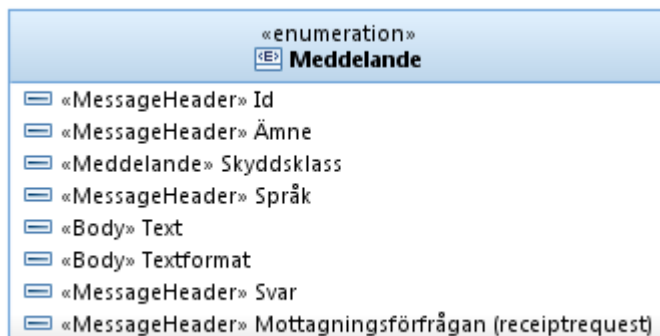 «enumeration»
<E> Meddelande
«MessageHeader» Id
«MessageHeader» Ämne
«Meddelande» Skyddsklass
«MessageHeader» Språk
«Body» Text
«Body» Textformat
«MessageHeader» Svar
«MessageHeader» Mottagningsförfrågan (receiptrequest)